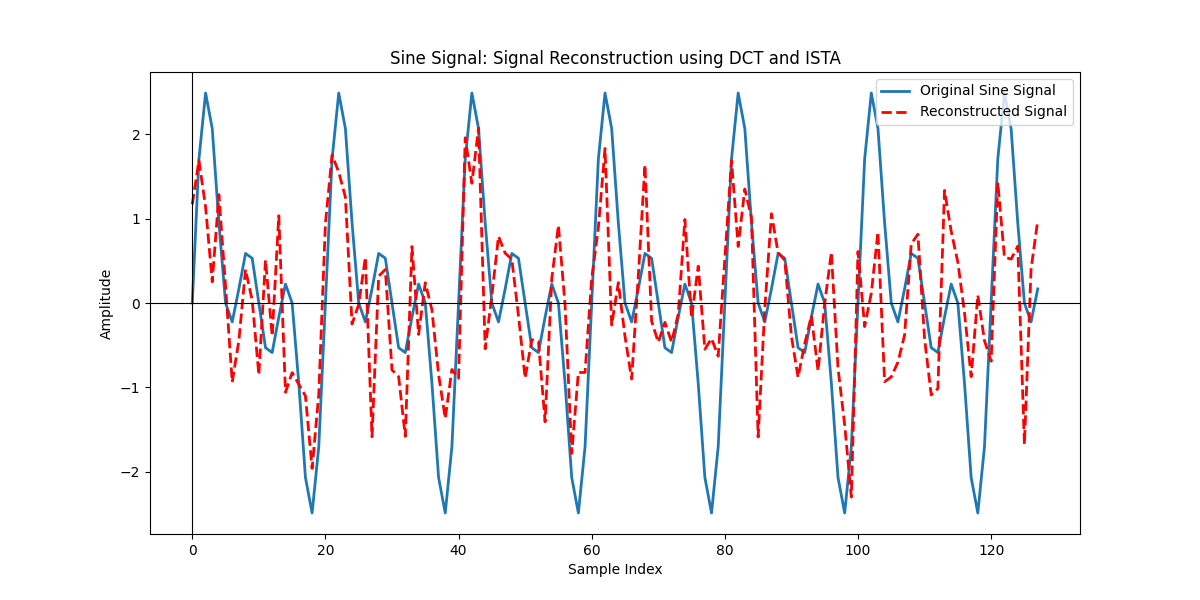 Sine Signal: Signal Reconstruction using DCT and ISTA
Original Sine Signal
Reconstructed Signal
Amplitude
2
1
0
−1
−2
0 20 40 60 80 100 120
Sample Index